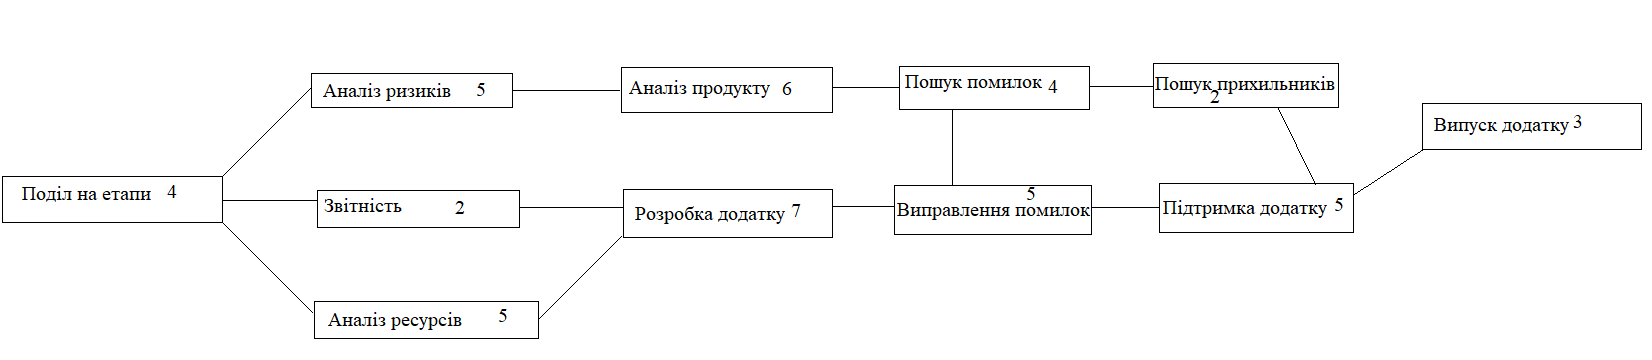 Поділ на етапи 4
Аналіз ризиків 5
Звітність 2
Аналіз ресурсів 5
Аналіз продукту 6
Розробка додатку 7
Пошук помилок 4
Виправлення помилок 5
Пошук прихильників 2
Підтримка додатку 5
Випуск додатку 3